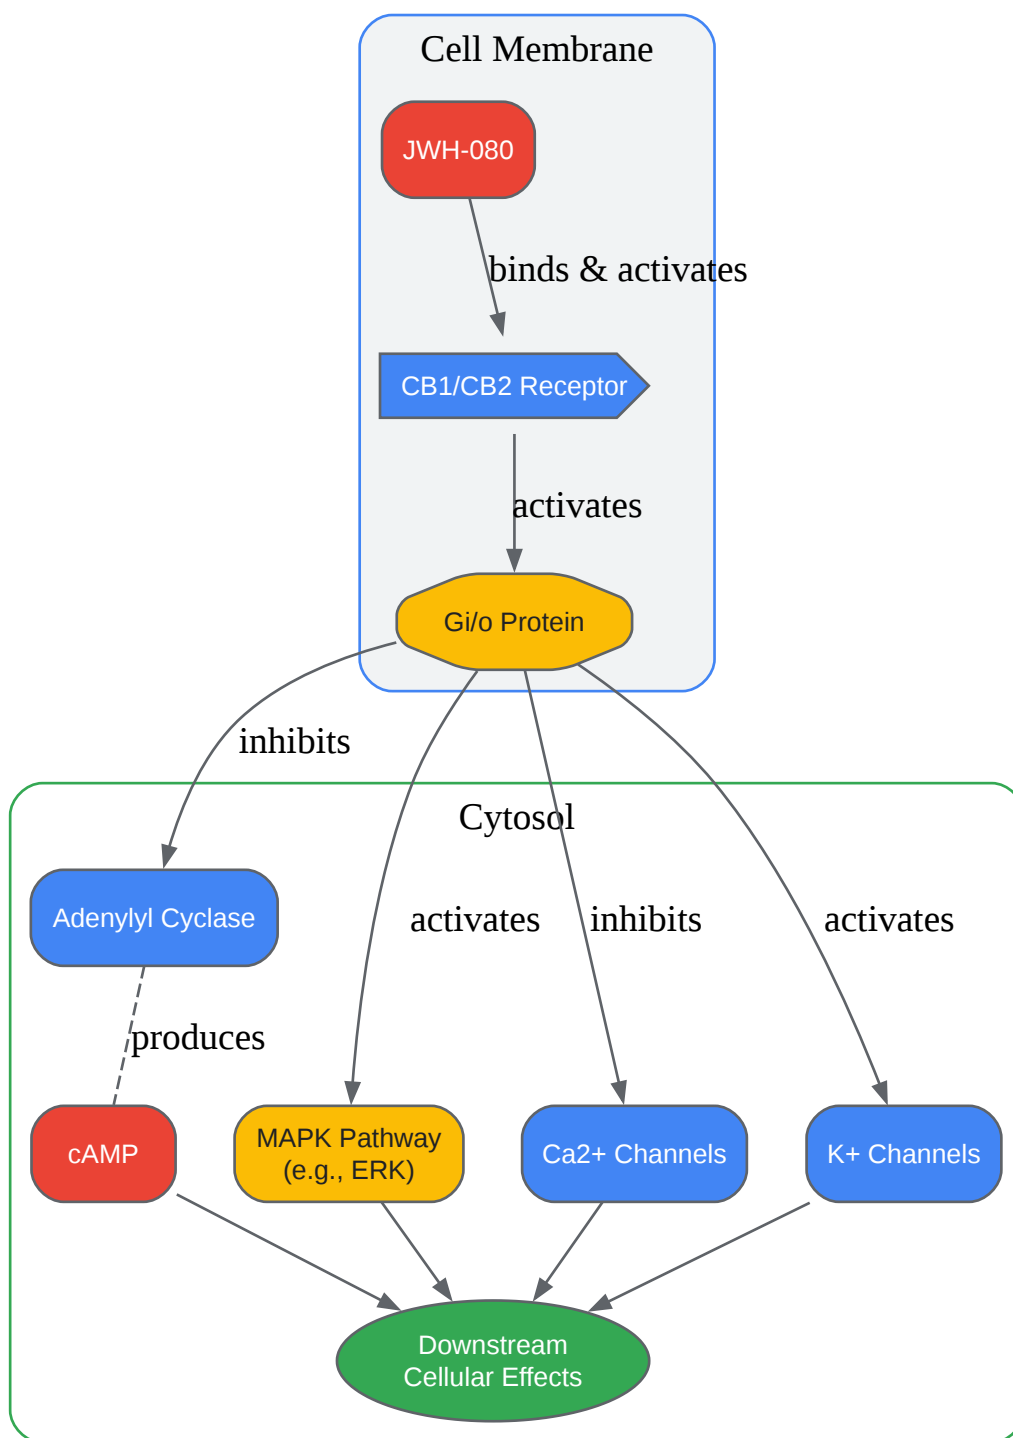 Cell Membrane
JWH-080
binds & activates
CB1/CB2 Receptor
activates
Gi/o Protein
inhibits
Cytosol
Adenylyl Cyclase
activates
inhibits
activates
produces
cAMP
MAPK Pathway
(e.g., ERK)
Ca2+ Channels
K+ Channels
Downstream
Cellular Effects